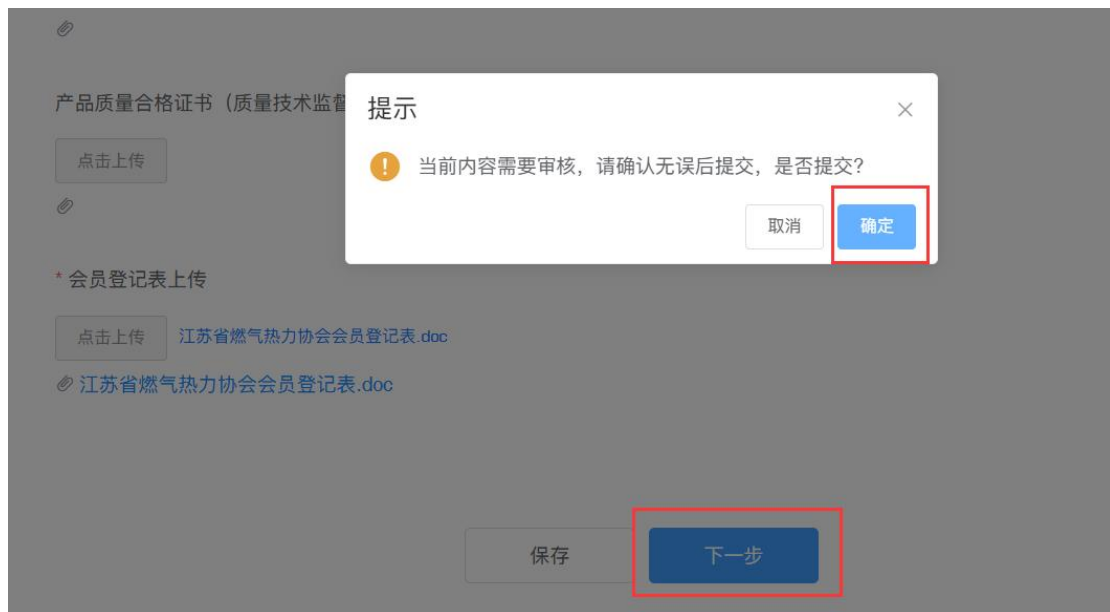 产品质量合格证书（质量技术监督
点击上传
提示
当前内容需要审核，请确认无误后提交，是否提交？
取消
确定
* 会员登记表上传
点击上传 江苏省燃气热力协会会员登记表.doc
江苏省燃气热力协会会员登记表.doc
保存
下一步